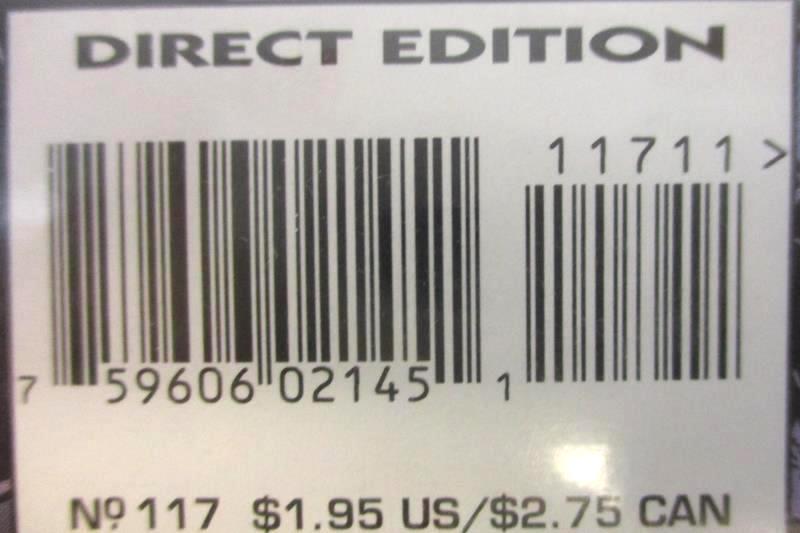 DIRECT EDITION
11711 >
7 59606 02145 1
Nº 117 $1.95 US/$2.75 CAN